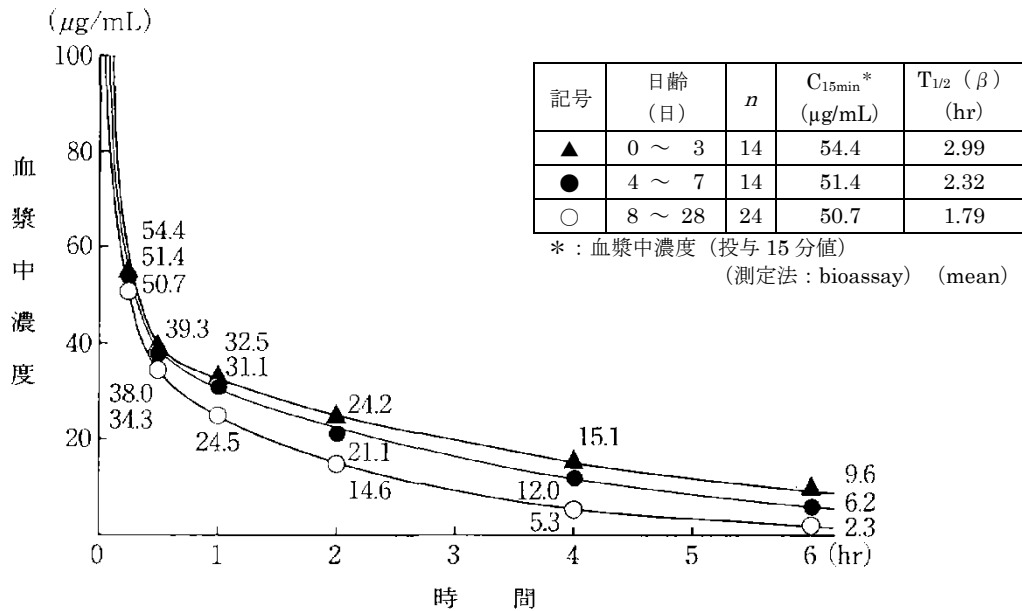 (μg/mL)
100
80
60
40
20
血漿中濃度
54.4
51.4
50.7
39.3
38.0
34.3
32.5
31.1
24.5
24.2
21.1
14.6
15.1
12.0
5.3
9.6
6.2
2.3
0 1 2 3 4 5 6 (hr)
時 間
記号 日齢（日） n C15min* (μg/mL) T1/2（β） (hr)
▲ 0 ～ 3 14 54.4 2.99
● 4 ～ 7 14 51.4 2.32
○ 8 ～ 28 24 50.7 1.79
＊：血漿中濃度（投与 15 分値）
（測定法：bioassay）（mean）